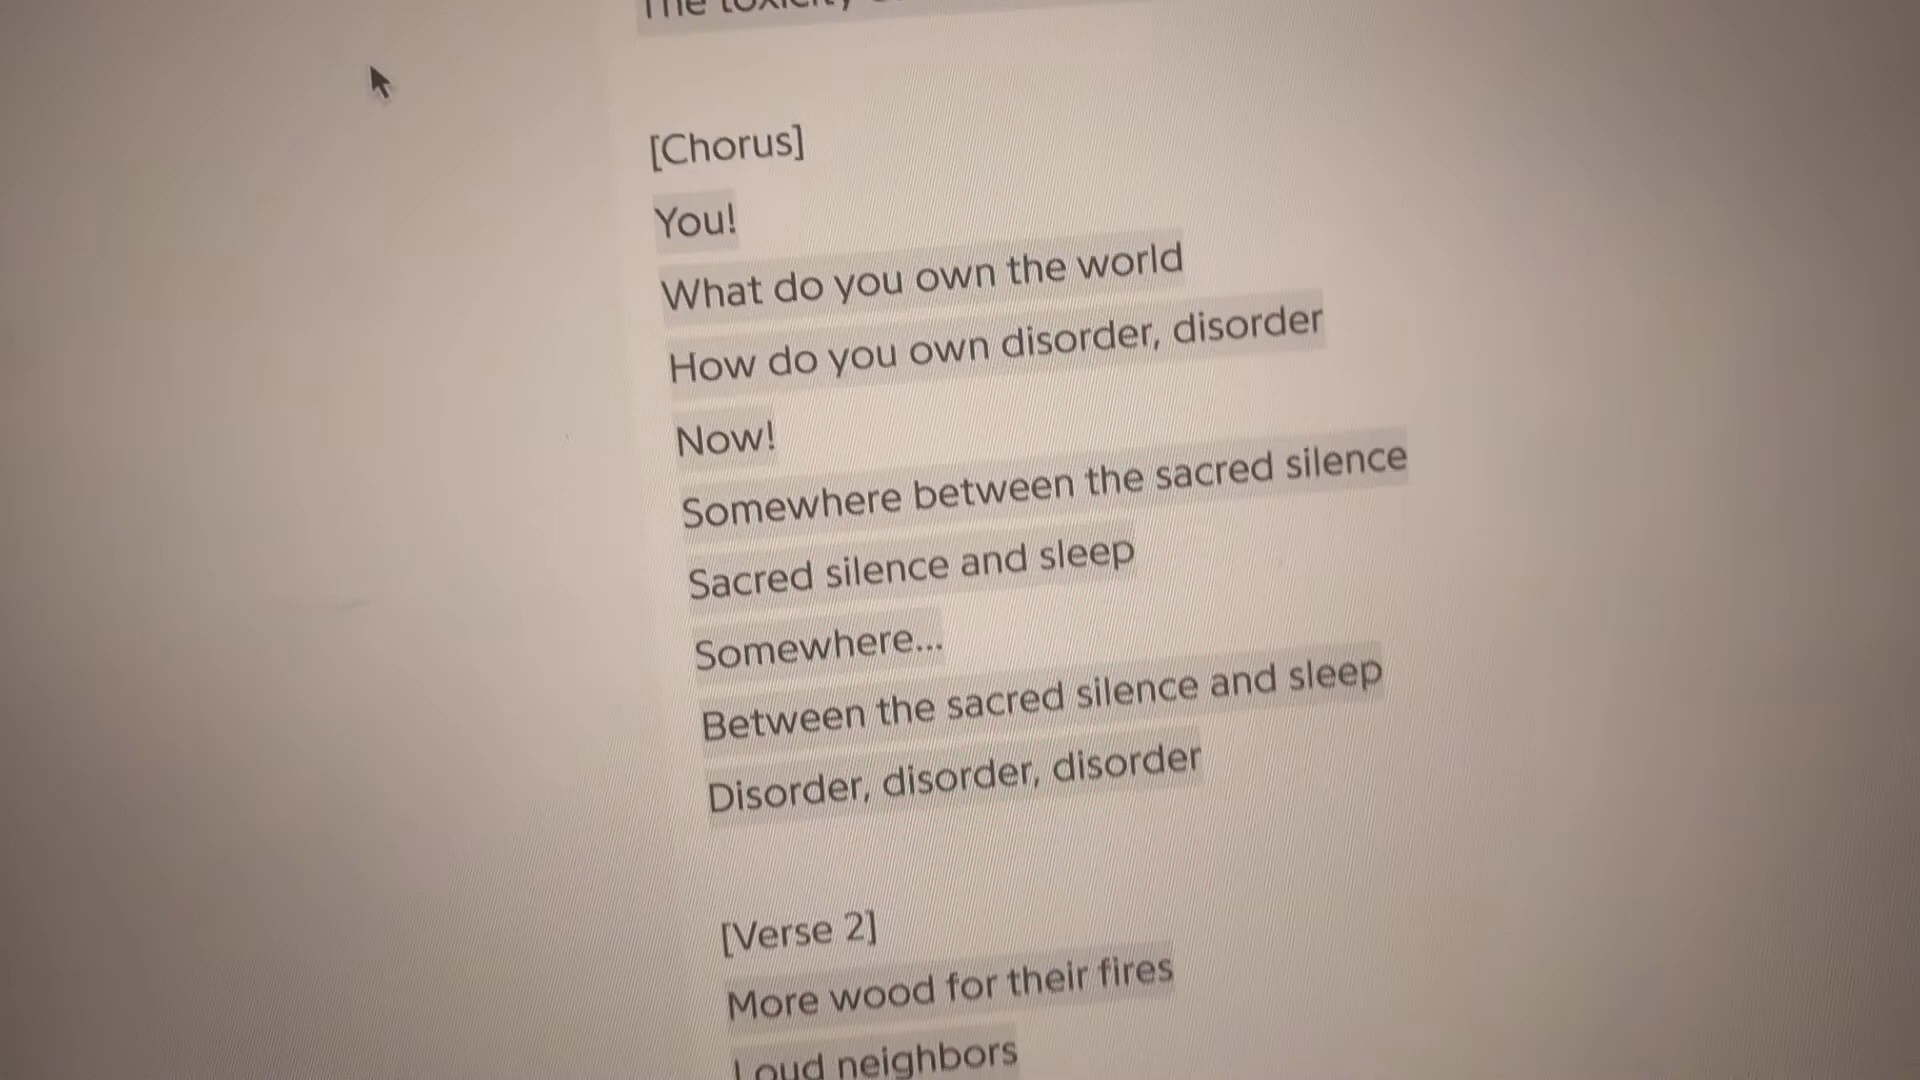 The toxicity
[Chorus]
You!
What do you own the world
How do you own disorder, disorder
Now!
Somewhere between the sacred silence
Sacred silence and sleep
Somewhere...
Between the sacred silence and sleep
Disorder, disorder, disorder
[Verse 2]
More wood for their fires
Loud neighbors